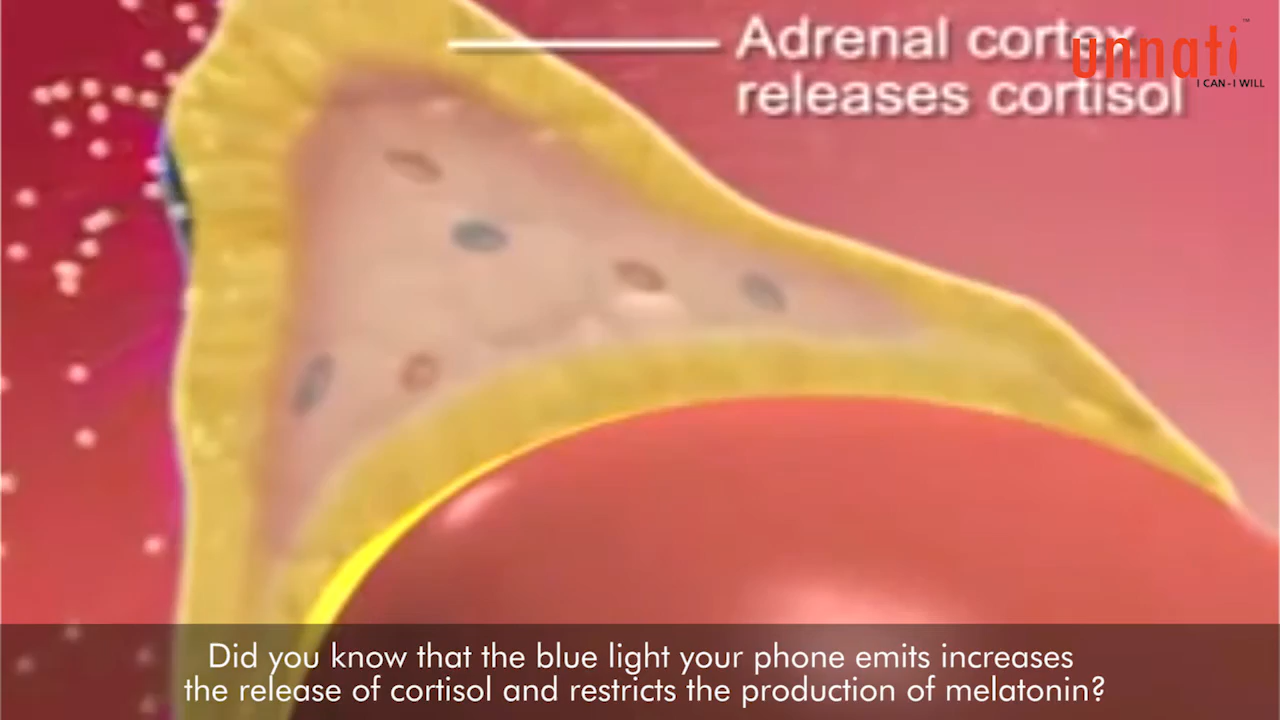 Adrenal cortex
releases cortisol
unnati
™
I CAN - I WILL
Did you know that the blue light your phone emits increases
the release of cortisol and restricts the production of melatonin?